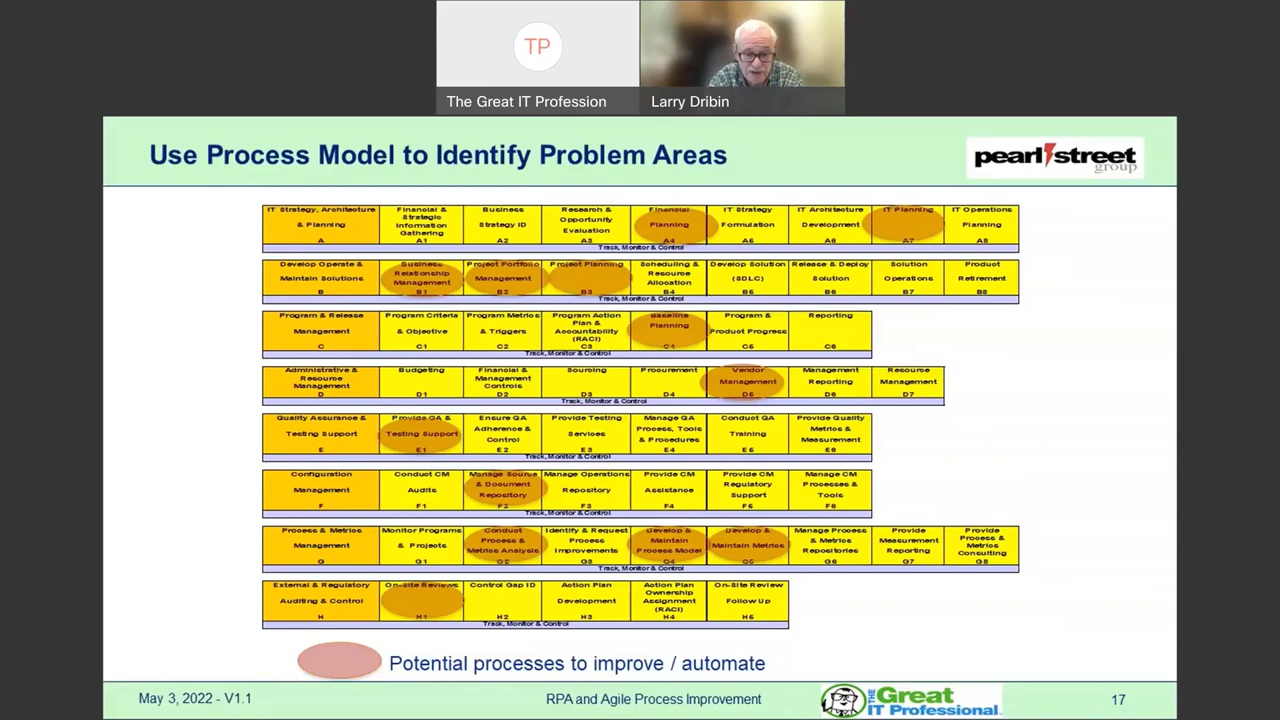 TP
The Great IT Profession
Larry Dribin
Use Process Model to Identify Problem Areas
pearl street
group
IT Strategy, Architecture & Planning A
Financial & Strategic Information Gathering A1
Business Strategy ID A2
Research & Opportunity Evaluation A3
Financial Planning A4
IT Strategy Formulation A5
IT Architecture Development A6
IT Planning A7
IT Operations Planning A8
Track, Monitor & Control
Develop Operate & Maintain Solutions B
Business Relationship Management B1
Project Portfolio Management B2
Project Planning B3
Scheduling & Resource Allocation B4
Develop Solution (SDLC) B5
Release & Deploy Solution B6
Solution Operations B7
Product Retirement B8
Track, Monitor & Control
Program & Release Management C
Program Criteria & Objective C1
Program Metrics & Triggers C2
Program Action Plan & Accountability (RACI) C3
Baseline Planning C4
Program & Product Progress C5
Reporting C6
Track, Monitor & Control
Administrative & Resource Management D
Budgeting D1
Financial & Management Controls D2
Sourcing D3
Procurement D4
Vendor Management D5
Management Reporting D6
Resource Management D7
Track, Monitor & Control
Quality Assurance & Testing Support E
Provide QA & Testing Support E1
Ensure QA Adherence & Control E2
Provide Testing Services E3
Manage QA Process, Tools & Procedures E4
Conduct QA Training E5
Provide Quality Metrics & Measurement E6
Track, Monitor & Control
Configuration Management F
Conduct CM Audits F1
Manage Source & Document Repository F2
Manage Operations Repository F3
Provide CM Assistance F4
Provide CM Regulatory Support F5
Manage CM Processes & Tools F6
Track, Monitor & Control
Process & Metrics Management G
Monitor Programs & Projects G1
Conduct Process & Metrics Analysis G2
Identify & Request Process Improvements G3
Develop & Maintain Process Model G4
Develop & Maintain Metrics G5
Manage Process & Metrics Repositories G6
Provide Measurement Reporting G7
Provide Process & Metrics Consulting G8
Track, Monitor & Control
External & Regulatory Auditing & Control H
On-Site Reviews H1
Control Gap ID H2
Action Plan Development H3
Action Plan Ownership Assignment (RACI) H4
On-Site Review Follow Up H5
Track, Monitor & Control
Potential processes to improve / automate
May 3, 2022 - V1.1
RPA and Agile Process Improvement
THE Great
IT Professional
17